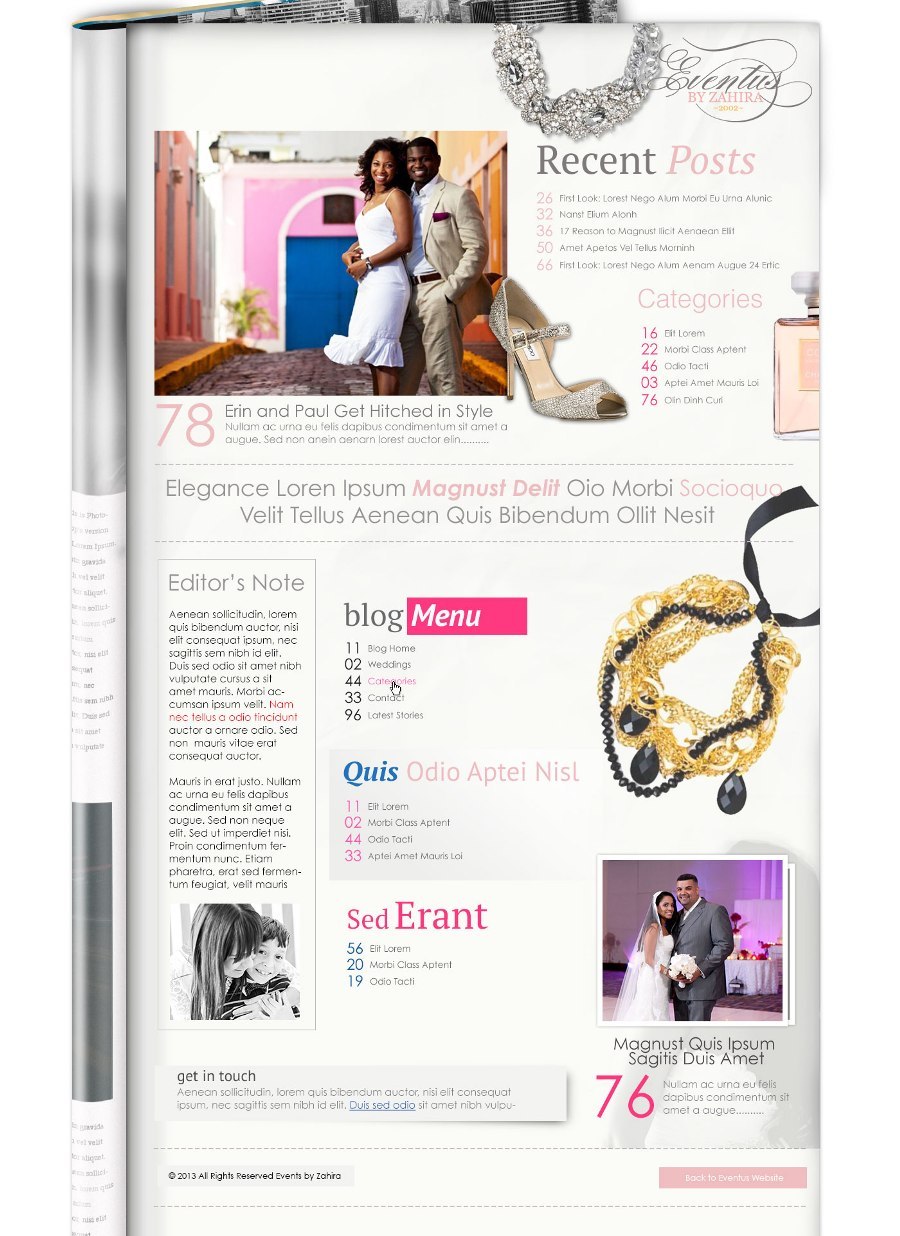 Eventus
BY ZAHIRA
~2002~
Recent Posts
26 First Look: Lorest Nego Alum Morbi Eu Urna Alunic
32 Nanst Elium Alonh
36 17 Reason to Magnust Ilicit Aenaean Elit
50 Amet Apetos Vel Tellus Morninh
66 First Look: Lorest Nego Alum Aenam Augue 24 Ertic
Categories
16 Elit Lorem
22 Morbi Class Aptent
46 Odio Tacti
03 Aptei Amet Mauris Loi
76 Olin Dinh Curi
78 Erin and Paul Get Hitched in Style
Nullam ac urna eu felis dapibus condimentum sit amet a
augue. Sed non anein aenarn lorest auctor elin..........
Elegance Loren Ipsum Magnust Delit Oio Morbi Socioquo
Velit Tellus Aenean Quis Bibendum Ollit Nesit
Editor's Note
Aenean sollicitudin, lorem
quis bibendum auctor, nisi
elit consequat ipsum, nec
sagittis sem nibh id elit.
Duis sed odio sit amet nibh
vulputate cursus a sit
amet mauris. Morbi ac-
cumsan ipsum velit. Nam
nec tellus a odio tincidunt
auctor a ornare odio. Sed
non mauris vitae erat
consequat auctor.
Mauris in erat justo. Nullam
ac urna eu felis dapibus
condimentum sit amet a
augue. Sed non neque
elit. Sed ut imperdiet nisi.
Proin condimentum fer-
mentum nunc. Etiam
pharetra, erat sed fermen-
tum feugiat, velit mauris
blog Menu
11 Blog Home
02 Weddings
44 Categories
33 Contact
96 Latest Stories
Quis Odio Aptei Nisl
11 Elit Lorem
02 Morbi Class Aptent
44 Odio Tacti
33 Aptei Amet Mauris Loi
Sed Erant
56 Elit Lorem
20 Morbi Class Aptent
19 Odio Tacti
Magnust Quis Ipsum
Sagitis Duis Amet
76 Nullam ac urna eu felis
dapibus condimentum sit
amet a augue..........
get in touch
Aenean sollicitudin, lorem quis bibendum auctor, nisi elit consequat
ipsum, nec sagittis sem nibh id elit. Duis sed odio sit amet nibh vulpu-
© 2013 All Rights Reserved Events by Zahira
Back to Eventus Website